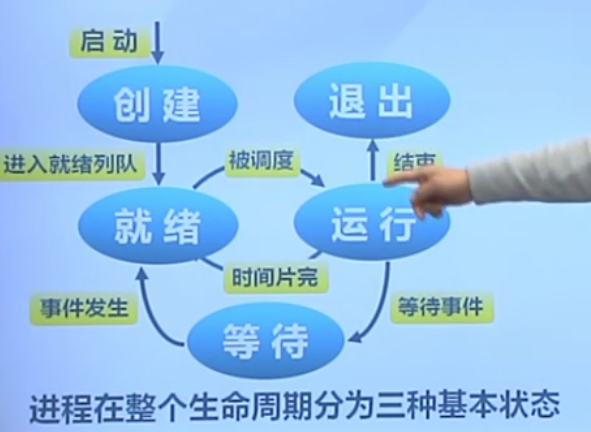 启动
创建
退出
进入就绪列队
被调度
结束
就绪
运行
时间片完
事件发生
等待事件
等待
进程在整个生命周期分为三种基本状态